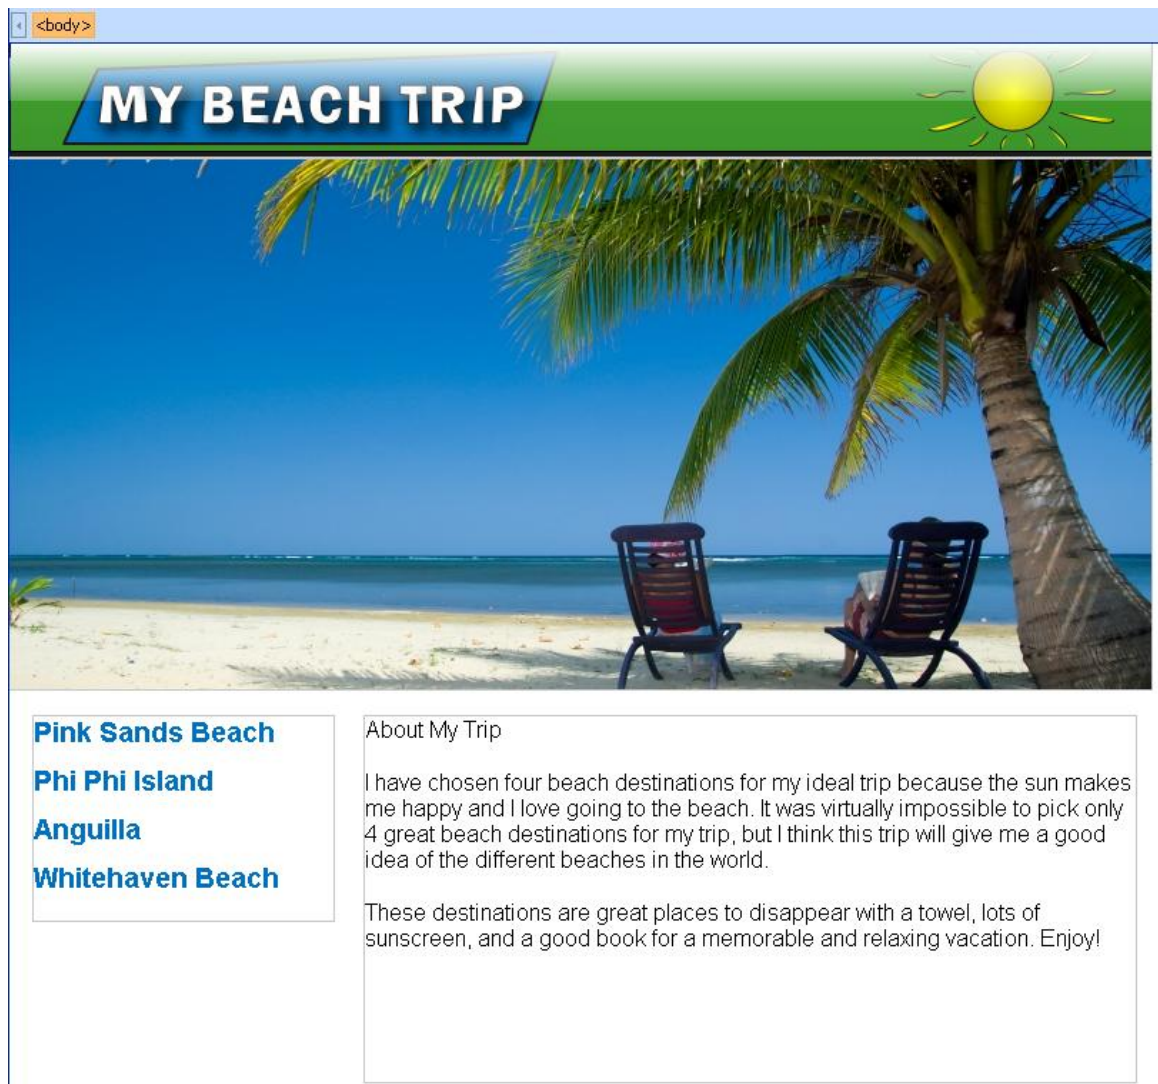 <body>
MY BEACH TRIP
Pink Sands Beach
Phi Phi Island
Anguilla
Whitehaven Beach
About My Trip
I have chosen four beach destinations for my ideal trip because the sun makes
me happy and I love going to the beach. It was virtually impossible to pick only
4 great beach destinations for my trip, but I think this trip will give me a good
idea of the different beaches in the world.
These destinations are great places to disappear with a towel, lots of
sunscreen, and a good book for a memorable and relaxing vacation. Enjoy!